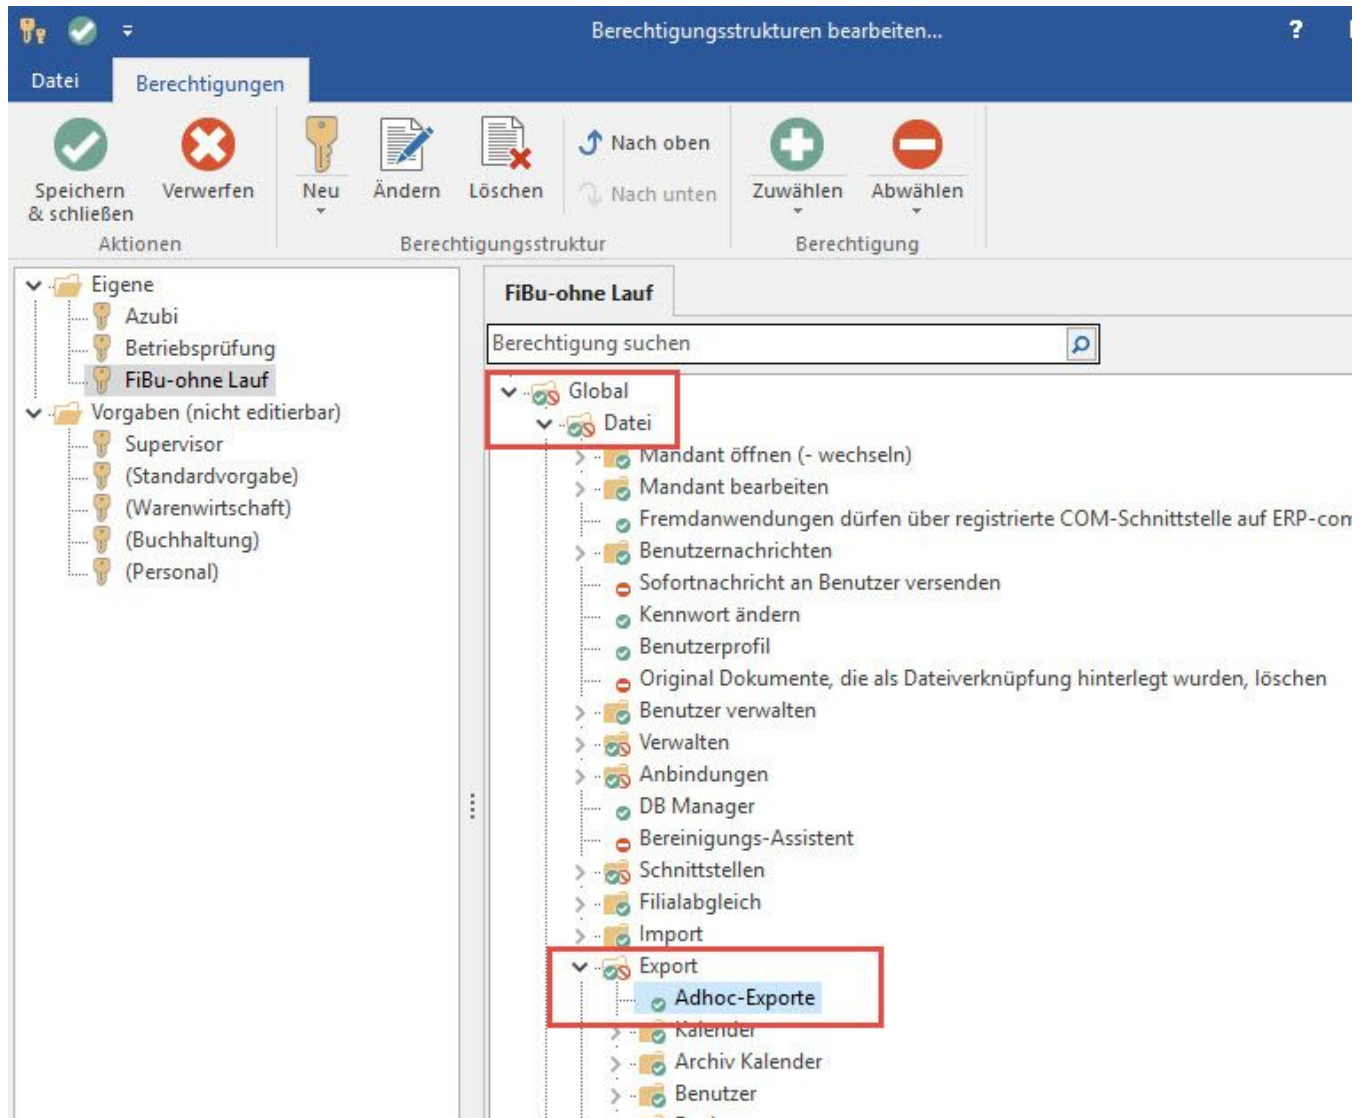 Berechtigungsstrukturen bearbeiten...
?
Datei
Berechtigungen
Speichern & schließen
Verwerfen
Neu
Ändern
Löschen
Nach oben
Nach unten
Zuwählen
Abwählen
Aktionen
Berechtigungsstruktur
Berechtigung
Eigene
Azubi
Betriebsprüfung
FiBu-ohne Lauf
Vorgaben (nicht editierbar)
Supervisor
(Standardvorgabe)
(Warenwirtschaft)
(Buchhaltung)
(Personal)
FiBu-ohne Lauf
Berechtigung suchen
Global
Datei
Mandant öffnen (- wechseln)
Mandant bearbeiten
Fremdanwendungen dürfen über registrierte COM-Schnittstelle auf ERP-com
Benutzernachrichten
Sofortnachricht an Benutzer versenden
Kennwort ändern
Benutzerprofil
Original Dokumente, die als Dateiverknüpfung hinterlegt wurden, löschen
Benutzer verwalten
Verwalten
Anbindungen
DB Manager
Bereinigungs-Assistent
Schnittstellen
Filialabgleich
Import
Export
Adhoc-Exporte
Kalender
Archiv Kalender
Benutzer